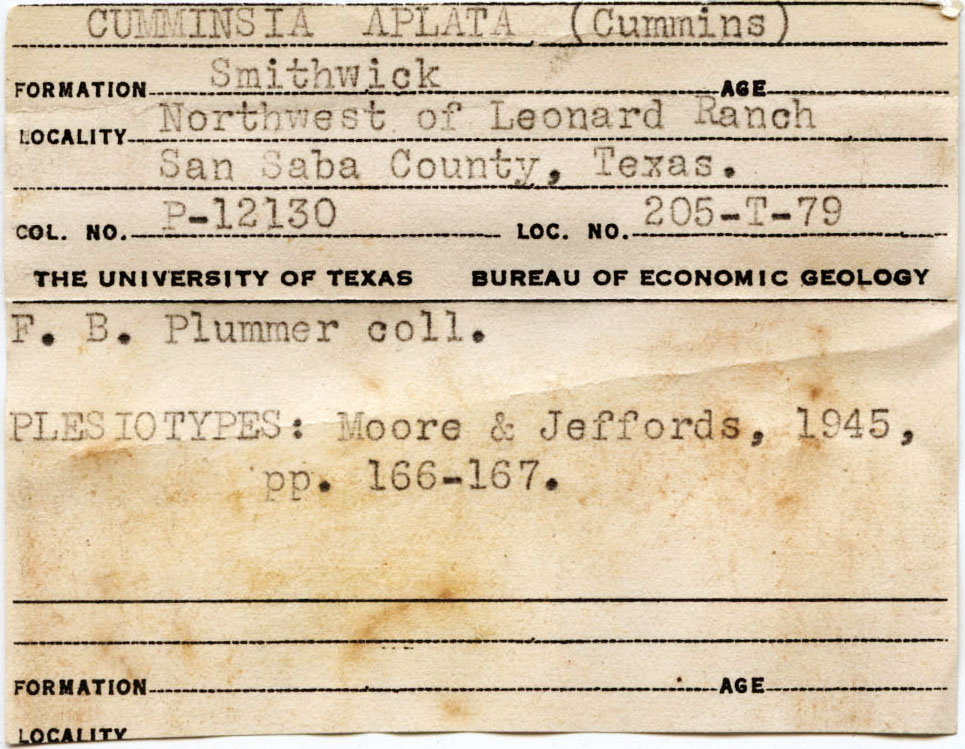 CUMMINSIA APLATA (Cummins)
FORMATION Smithwick AGE
LOCALITY Northwest of Leonard Ranch
San Saba County, Texas.
COL. NO. P-12130 LOC. NO. 205-T-79
THE UNIVERSITY OF TEXAS BUREAU OF ECONOMIC GEOLOGY
F. B. Plummer coll.
PLESIOTYPES: Moore & Jeffords, 1945,
pp. 166-167.
FORMATION AGE
LOCALITY